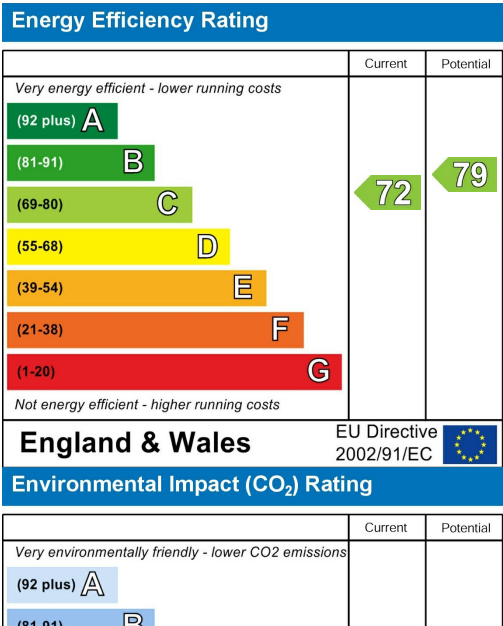 Energy Efficiency Rating
Current Potential
Very energy efficient - lower running costs
(92 plus) A
(81-91) B
(69-80) C
(55-68) D
(39-54) E
(21-38) F
(1-20) G
72
79
Not energy efficient - higher running costs
England & Wales
EU Directive
2002/91/EC
Environmental Impact (CO₂) Rating
Current Potential
Very environmentally friendly - lower CO2 emissions
(92 plus) A
(81-91) B